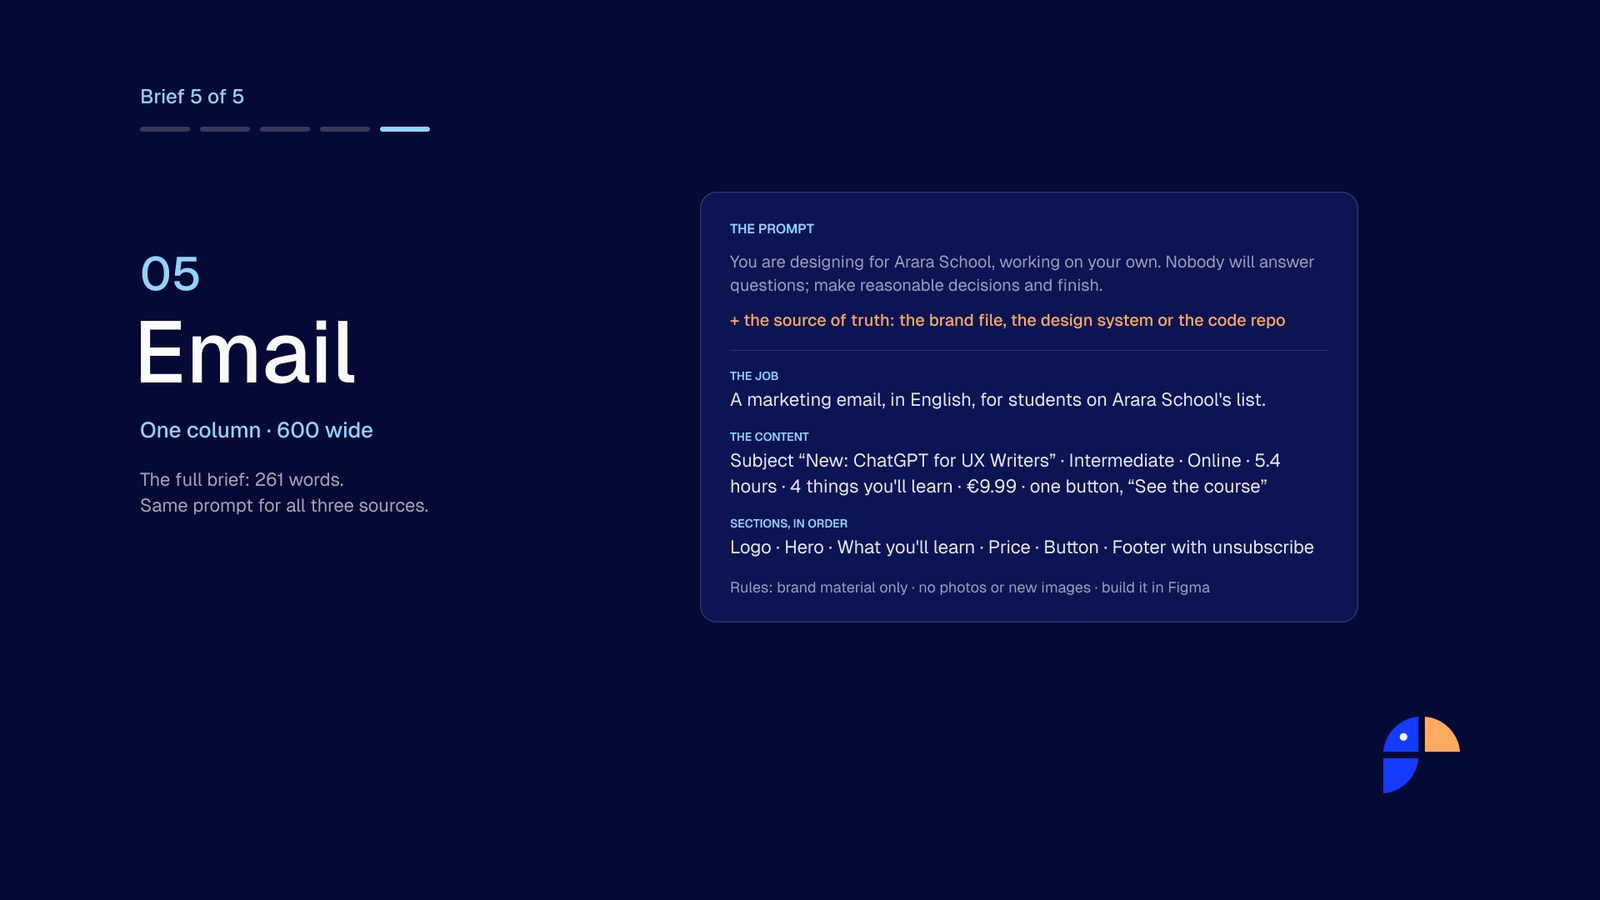 Brief 5 of 5
05
Email
One column · 600 wide
The full brief: 261 words.
Same prompt for all three sources.
THE PROMPT
You are designing for Arara School, working on your own. Nobody will answer
questions; make reasonable decisions and finish.
+ the source of truth: the brand file, the design system or the code repo
THE JOB
A marketing email, in English, for students on Arara School's list.
THE CONTENT
Subject “New: ChatGPT for UX Writers” · Intermediate · Online · 5.4
hours · 4 things you'll learn · €9.99 · one button, “See the course”
SECTIONS, IN ORDER
Logo · Hero · What you'll learn · Price · Button · Footer with unsubscribe
Rules: brand material only · no photos or new images · build it in Figma